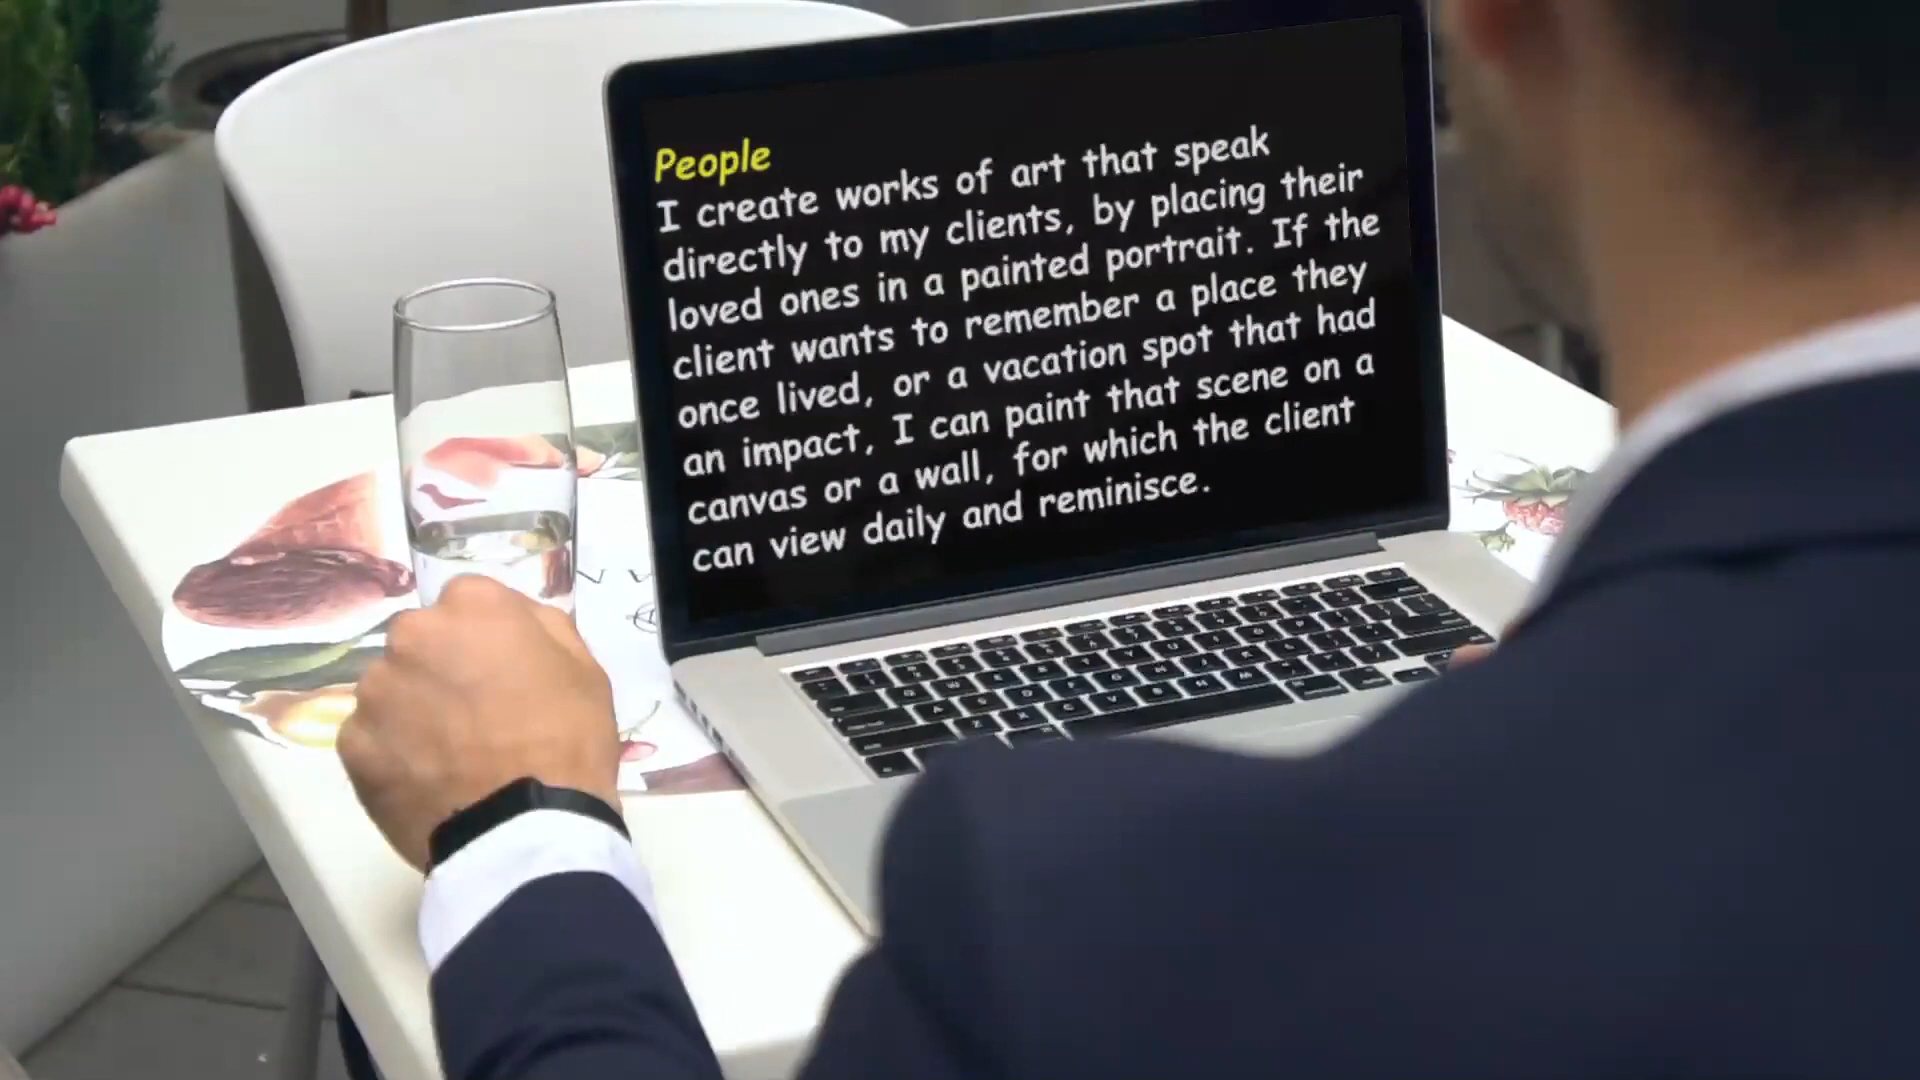 People
I create works of art that speak
directly to my clients, by placing their
loved ones in a painted portrait. If the
client wants to remember a place they
once lived, or a vacation spot that had
an impact, I can paint that scene on a
canvas or a wall, for which the client
can view daily and reminisce.